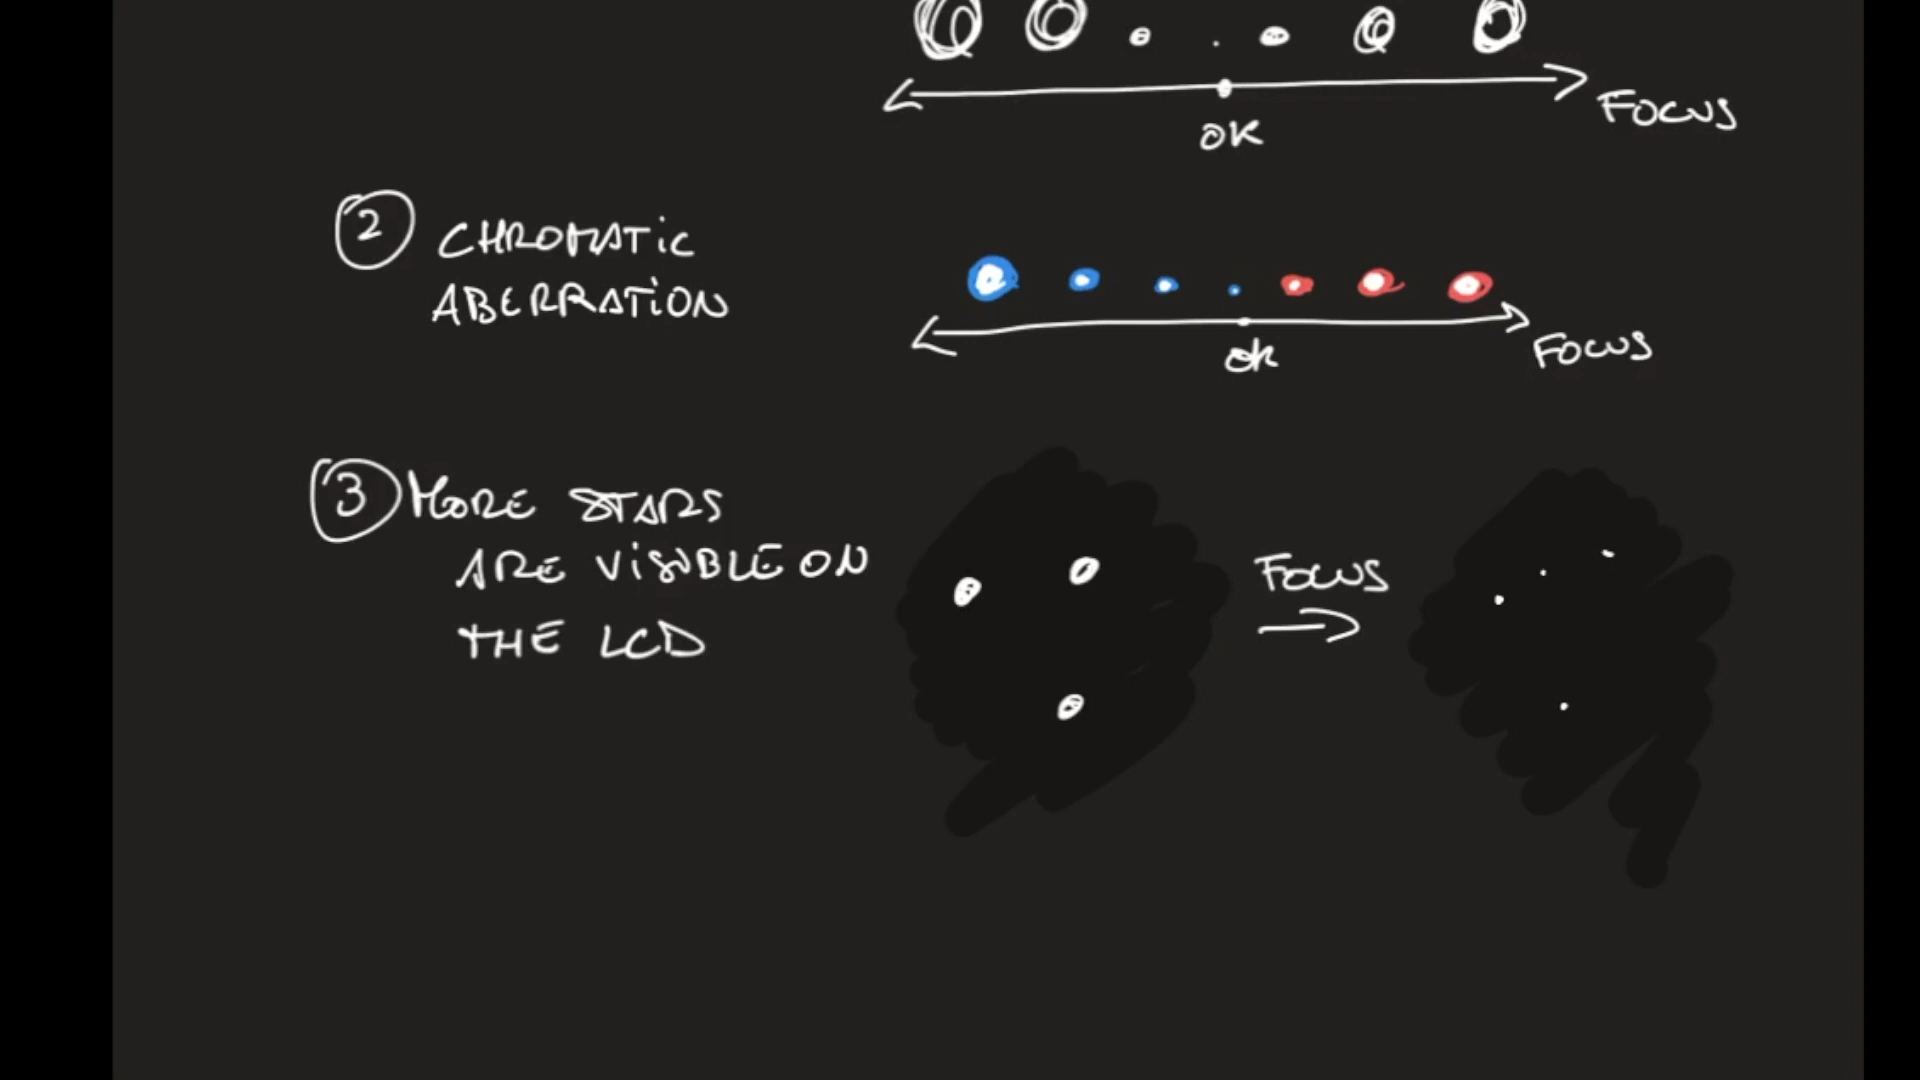 FOCUS
OK
2 CHROMATiC
ABERRATiON
FOCUS
ok
3 MORE STARS
ARE ViSIBLE ON
THE LCD
FOCUS